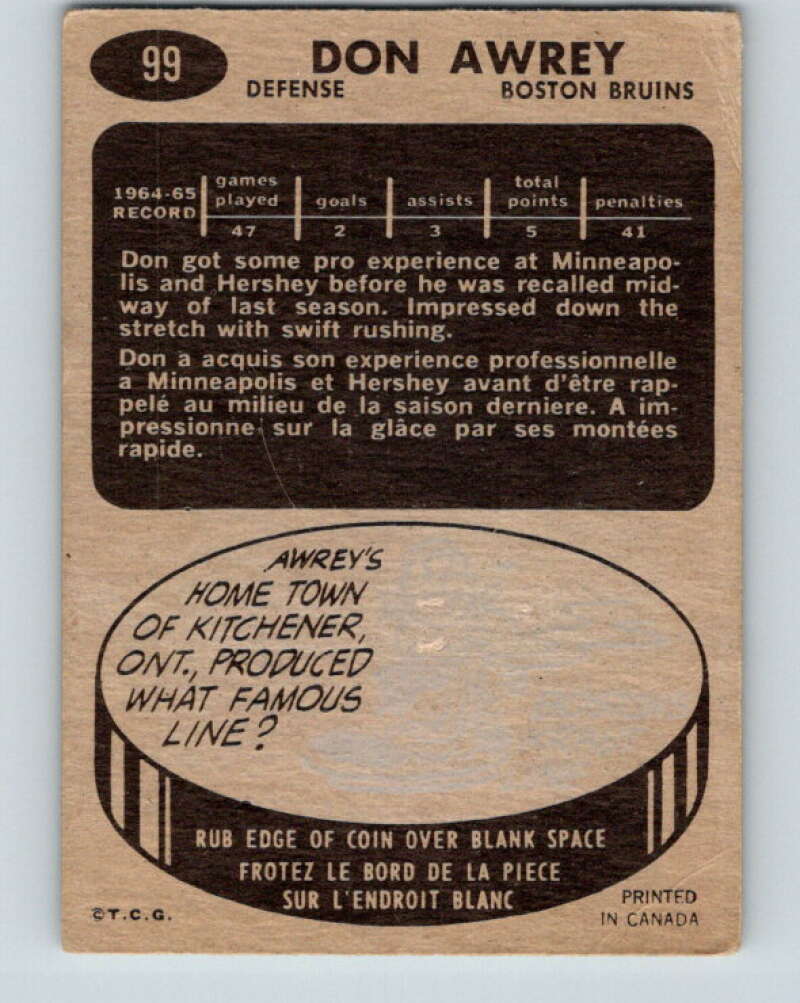 99
DON AWREY
DEFENSE
BOSTON BRUINS
1964-65 RECORD
games played
goals
assists
total points
penalties
47 2 3 5 41
Don got some pro experience at Minneapo-
lis and Hershey before he was recalled mid-
way of last season. Impressed down the
stretch with swift rushing.
Don a acquis son experience professionnelle
a Minneapolis et Hershey avant d'être rap-
pelé au milieu de la saison derniere. A im-
pressionne sur la glâce par ses montées
rapide.
AWREY'S
HOME TOWN
OF KITCHENER,
ONT., PRODUCED
WHAT FAMOUS
LINE?
RUB EDGE OF COIN OVER BLANK SPACE
FROTEZ LE BORD DE LA PIECE
SUR L'ENDROIT BLANC
©T.C.G.
PRINTED
IN CANADA